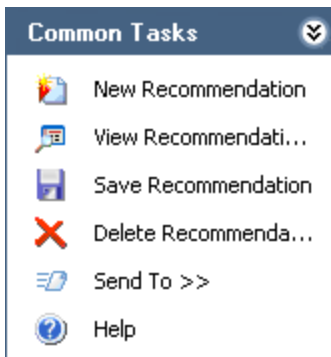 Common Tasks
New Recommendation
View Recommendati...
Save Recommendation
Delete Recommenda...
Send To >>
Help